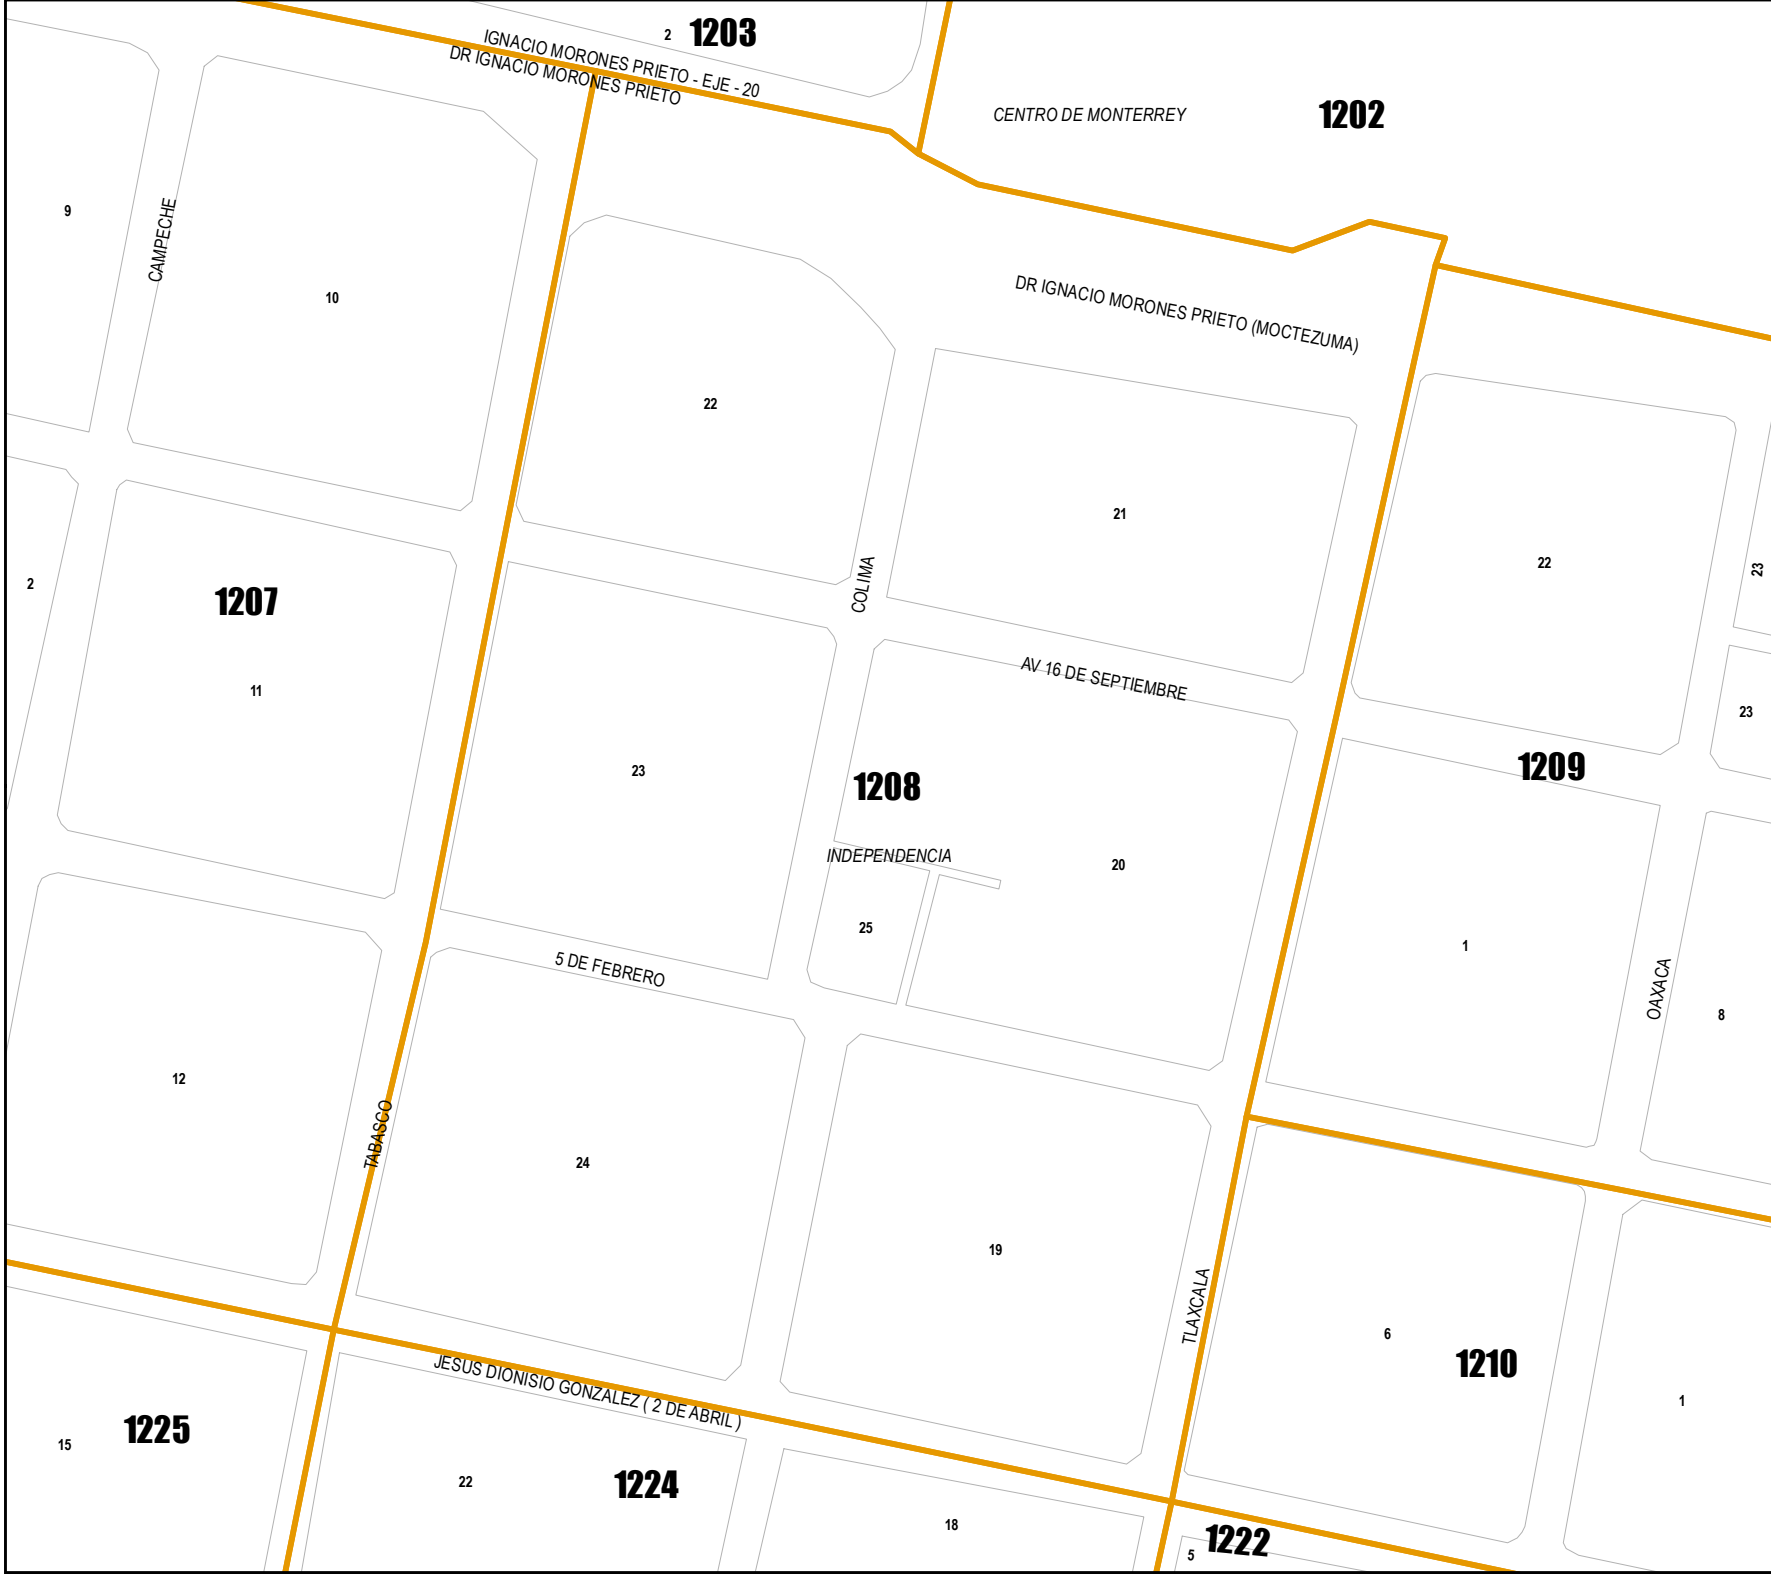 2
1203
IGNACIO MORONES PRIETO - EJE - 20
DR IGNACIO MORONES PRIETO
CENTRO DE MONTERREY
1202
9
CAMPECHE
10
DR IGNACIO MORONES PRIETO (MOCTEZUMA)
22
21
22
23
2
1207
COLIMA
11
AV 16 DE SEPTIEMBRE
23
23
1208
1209
INDEPENDENCIA
20
25
1
5 DE FEBRERO
OAXACA
8
12
TABASCO
24
19
TLAXCALA
6
1210
JESUS DIONISIO GONZALEZ ( 2 DE ABRIL )
1
1225
15
22
1224
18
1222
5